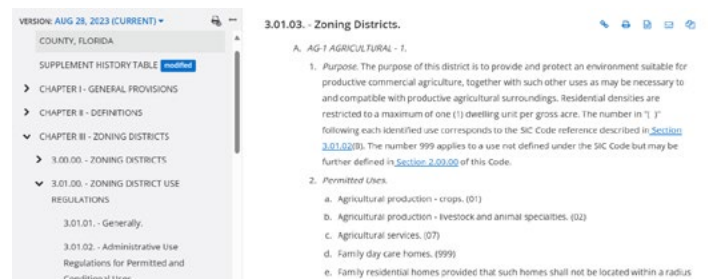 VERSION: AUG 28, 2023 (CURRENT)
COUNTY, FLORIDA
SUPPLEMENT HISTORY TABLE modified
CHAPTER I - GENERAL PROVISIONS
CHAPTER II - DEFINITIONS
CHAPTER III - ZONING DISTRICTS
3.00.00. - ZONING DISTRICTS
3.01.00. - ZONING DISTRICT USE
REGULATIONS
3.01.01. - Generally.
3.01.02. - Administrative Use
Regulations for Permitted and
Conditional Uses
3.01.03. - Zoning Districts.
A. AG-1 AGRICULTURAL - 1.
1. Purpose. The purpose of this district is to provide and protect an environment suitable for
productive commercial agriculture, together with such other uses as may be necessary to
and compatible with productive agricultural surroundings. Residential densities are
restricted to a maximum of one (1) dwelling unit per gross acre. The number in "( )"
following each identified use corresponds to the SIC Code reference described in Section
3.01.02(B). The number 999 applies to a use not defined under the SIC Code but may be
further defined in Section 2.00.00 of this Code.
2. Permitted Uses.
a. Agricultural production - crops. (01)
b. Agricultural production - livestock and animal specialties. (02)
c. Agricultural services. (07)
d. Family day care homes. (999)
e. Family residential homes provided that such homes shall not be located within a radius